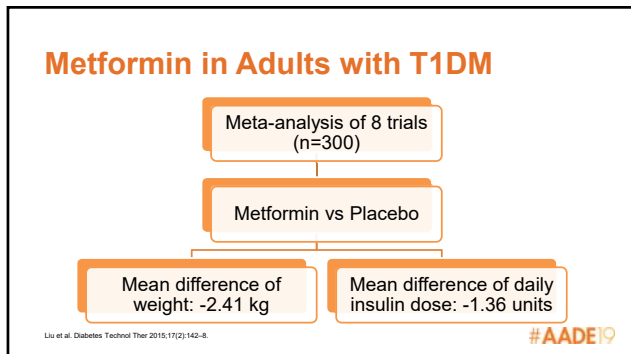 Metformin in Adults with T1DM
Meta-analysis of 8 trials
(n=300)
Metformin vs Placebo
Mean difference of
weight: -2.41 kg
Mean difference of daily
insulin dose: -1.36 units
Liu et al. Diabetes Technol Ther 2015;17(2):142–8.
#AADE19